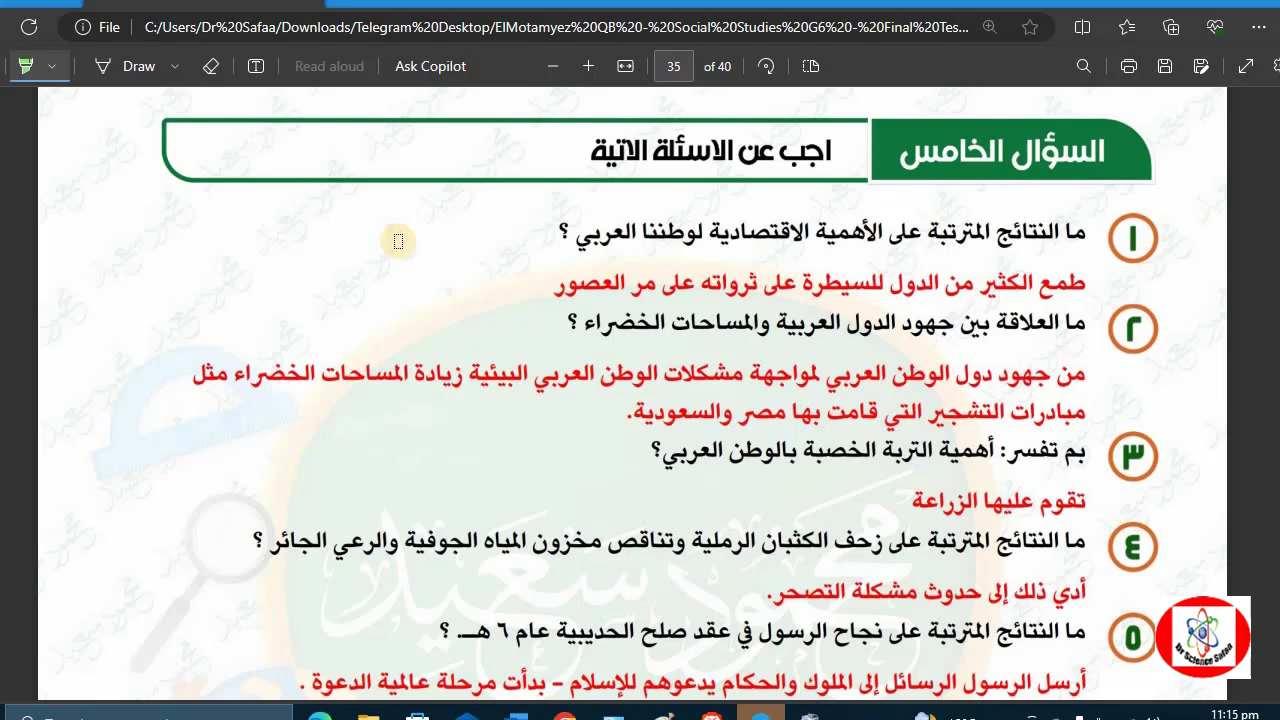 File
C:/Users/Dr%20Safaa/Downloads/Telegram%20Desktop/ElMotamyez%20QB%20-%20Social%20Studies%20G6%20-%20Final%20Tes...
Draw
Read aloud
Ask Copilot
35 of 40
السؤال الخامس
اجب عن الاسئلة الاتية
١ ما النتائج المترتبة على الأهمية الاقتصادية لوطننا العربي ؟
طمع الكثير من الدول للسيطرة على ثرواته على مر العصور
٢ ما العلاقة بين جهود الدول العربية والمساحات الخضراء ؟
من جهود دول الوطن العربي لمواجهة مشكلات الوطن العربي البيئية زيادة المساحات الخضراء مثل
مبادرات التشجير التي قامت بها مصر والسعودية.
٣ بم تفسر: أهمية التربة الخصبة بالوطن العربي؟
تقوم عليها الزراعة
٤ ما النتائج المترتبة على زحف الكثبان الرملية وتناقص مخزون المياه الجوفية والرعي الجائر ؟
أدي ذلك إلى حدوث مشكلة التصحر.
٥ ما النتائج المترتبة على نجاح الرسول في عقد صلح الحديبية عام ٦ هـ. ؟
أرسل الرسول الرسائل إلى الملوك والحكام يدعوهم للإسلام – بدأت مرحلة عالمية الدعوة .
محمود سعيد
Dr Science Safaa
11:15 pm